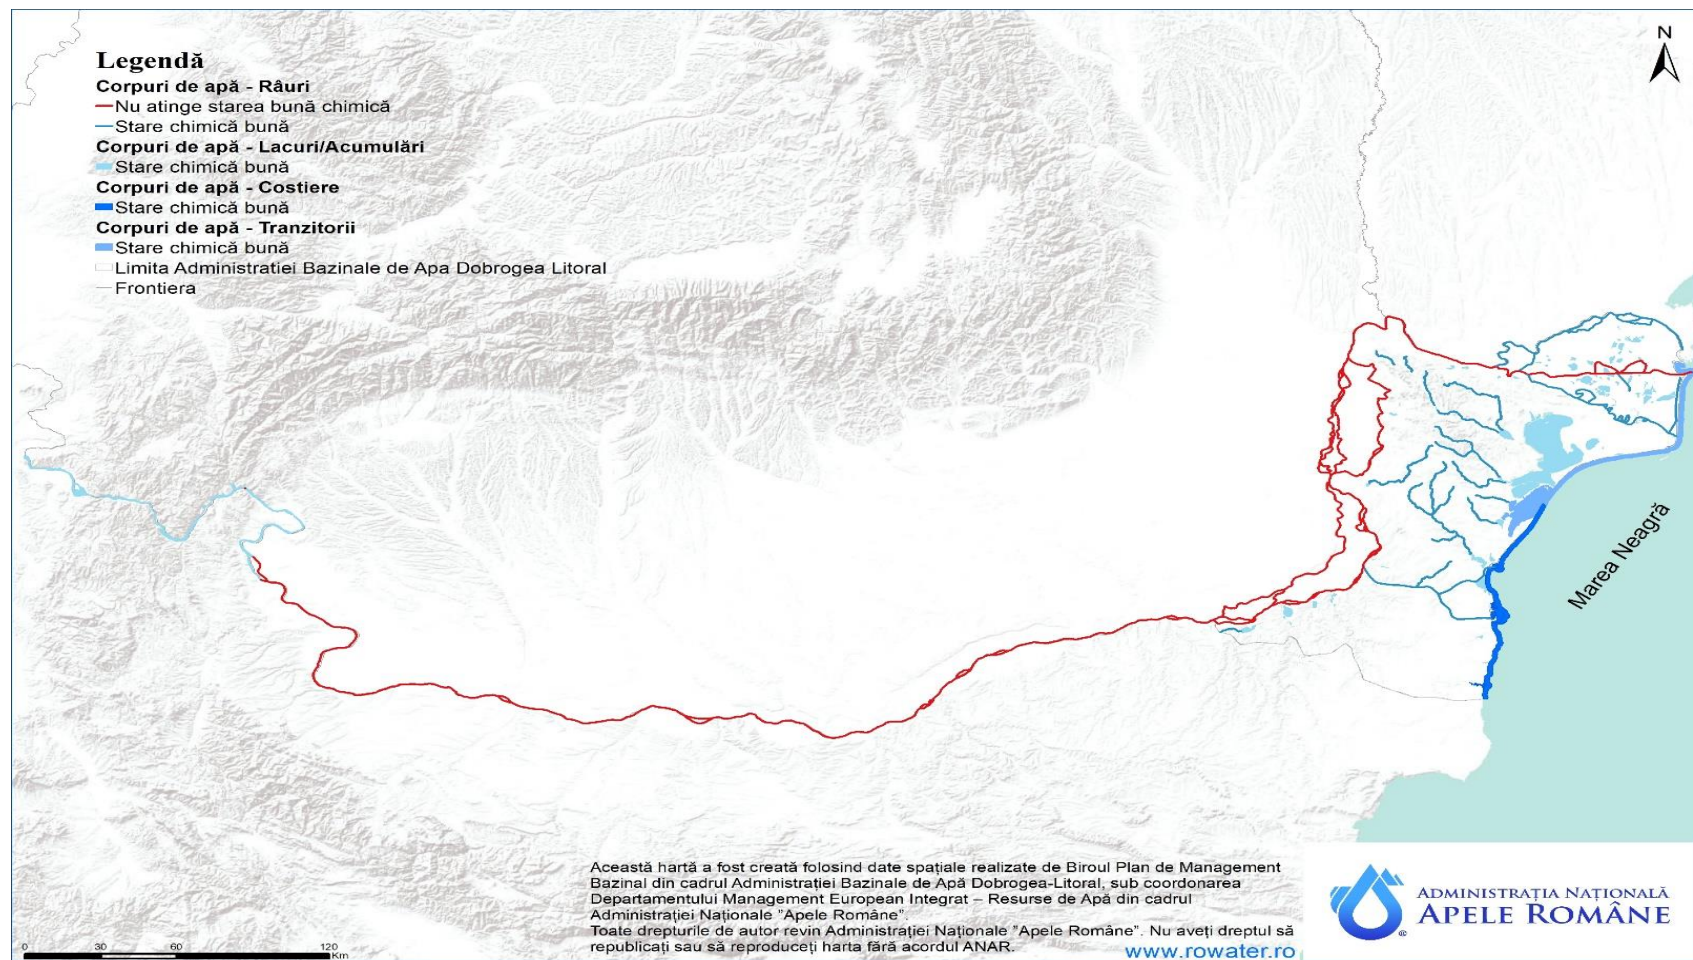 N
Legendă
Corpuri de apă - Râuri
Nu atinge starea bună chimică
Stare chimică bună
Corpuri de apă - Lacuri/Acumulări
Stare chimică bună
Corpuri de apă - Costiere
Stare chimică bună
Corpuri de apă - Tranzitorii
Stare chimică bună
Limita Administratiei Bazinale de Apa Dobrogea Litoral
Frontiera
Marea Neagră
Această hartă a fost creată folosind date spațiale realizate de Biroul Plan de Management
Bazinal din cadrul Administrației Bazinale de Apă Dobrogea-Litoral, sub coordonarea
Departamentului Management European Integrat – Resurse de Apă din cadrul
Administrației Naționale "Apele Române".
Toate drepturile de autor revin Administrației Naționale "Apele Române". Nu aveți dreptul să
republicați sau să reproduceți harta fără acordul ANAR.
www.rowater.ro
ADMINISTRAȚIA NAȚIONALĂ
APELE ROMÂNE
®
0 30 60 120
Km